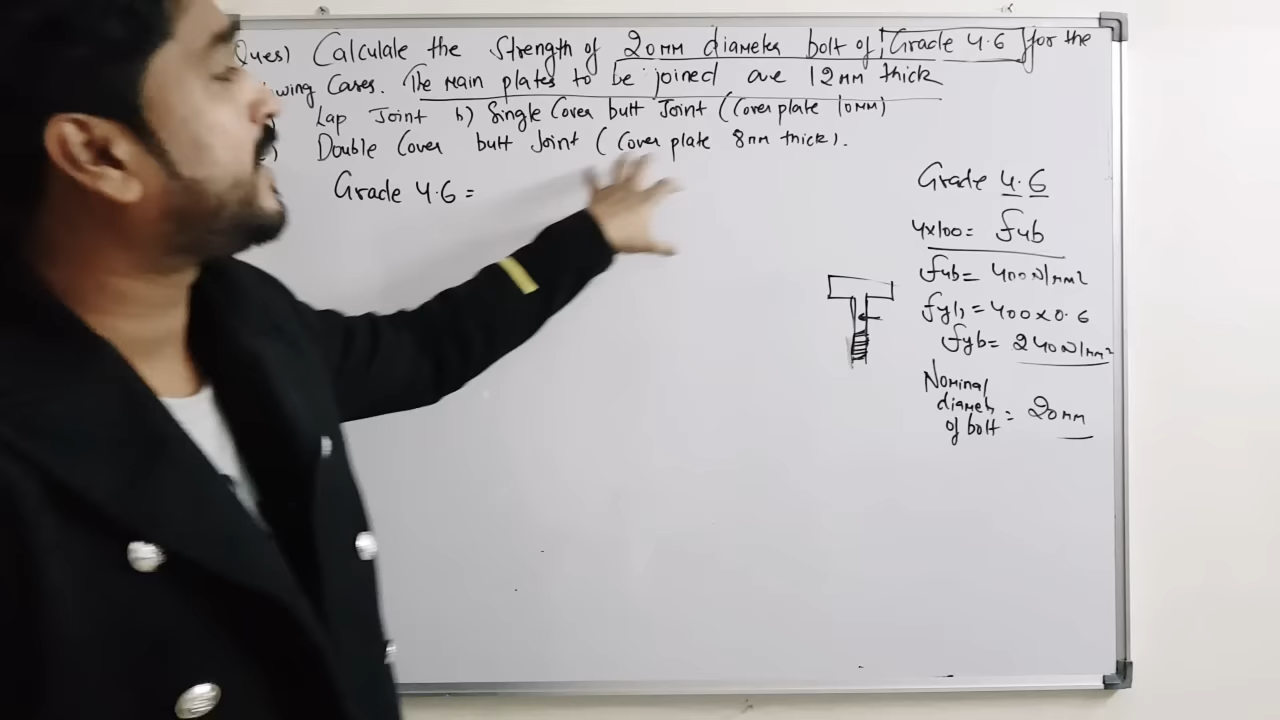 Ques) Calculate the strength of 20mm diameter bolt of Grade 4.6 for the
wing Cases. The main plates to be joined are 12mm thick
Lap Joint b) Single Cover butt Joint (Cover plate 10mm)
) Double Cover butt Joint (Cover plate 8mm thick).
Grade 4.6 =
Grade 4.6
4x100 = fub
fub = 400N/mm2
fyb = 400x0.6
fyb = 240N/mm2
Nominal
diamet
of bolt = 20mm